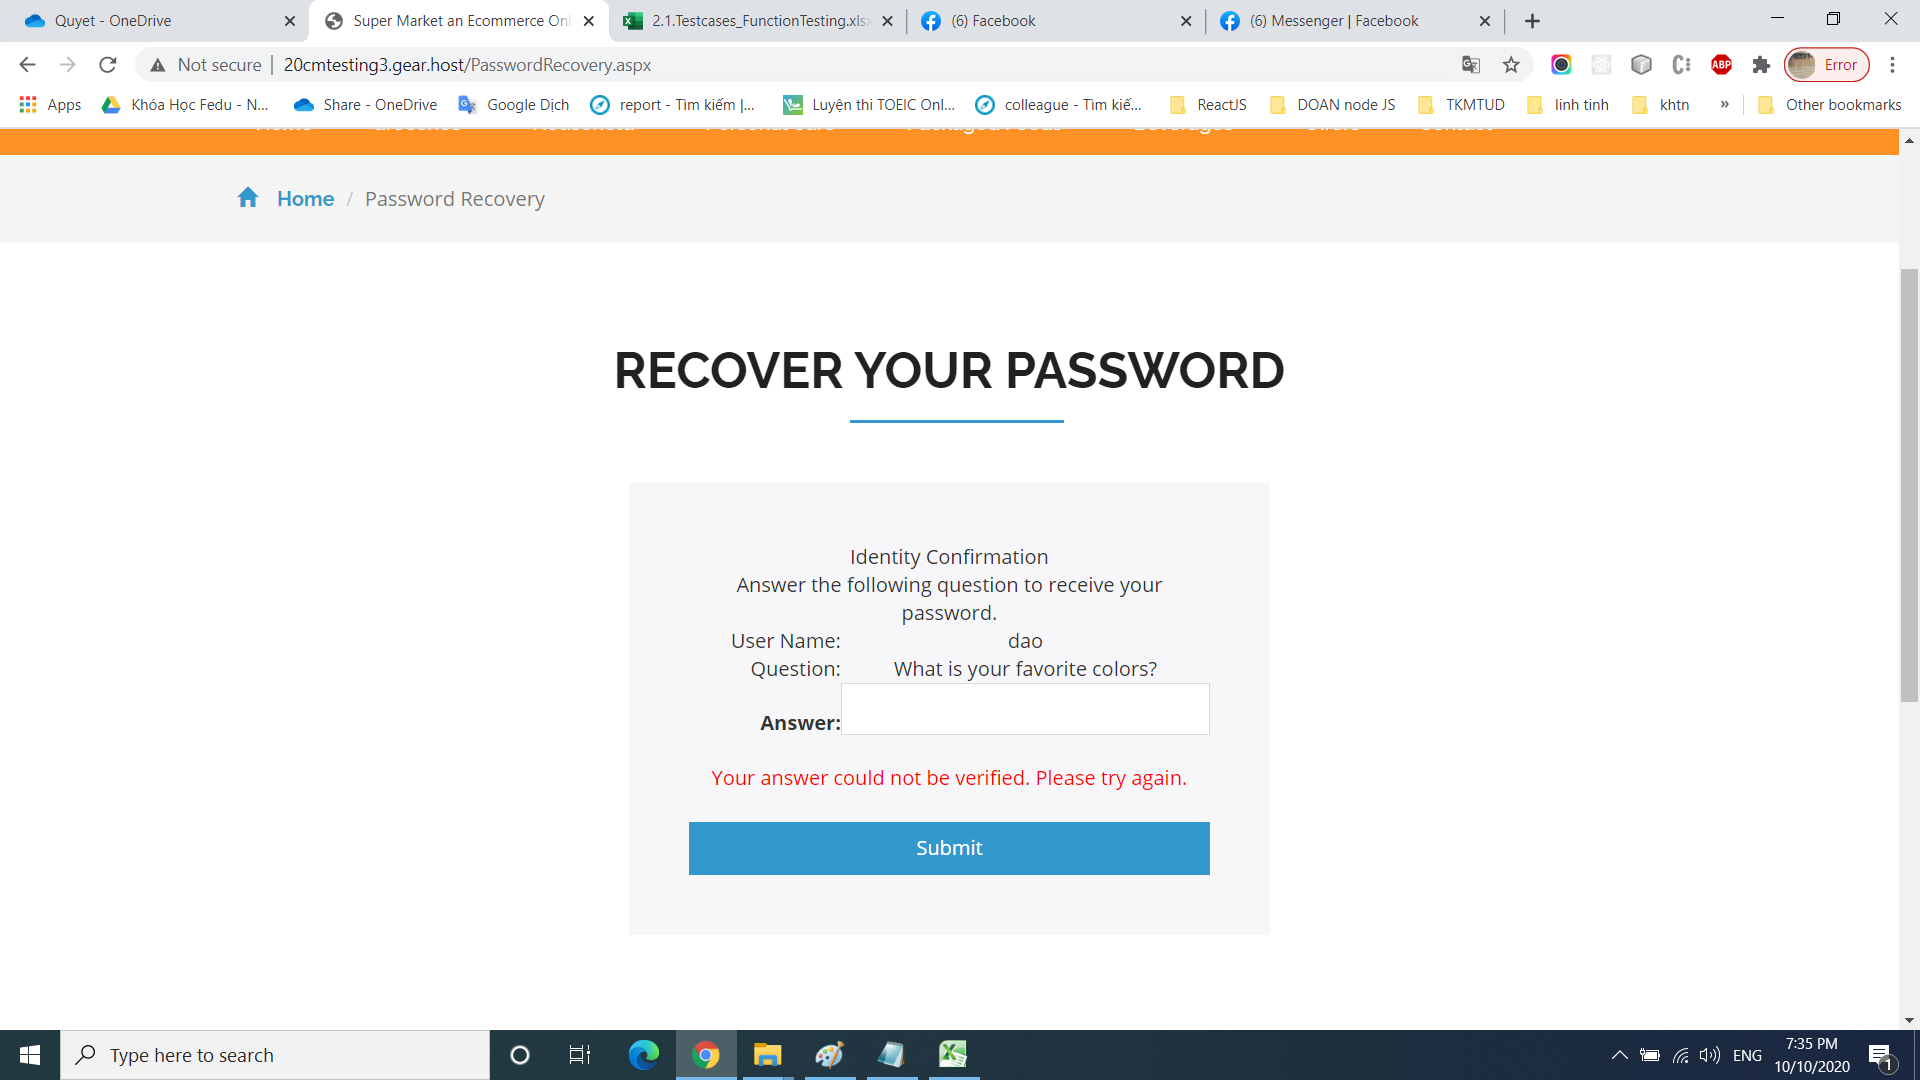 Quyet - OneDrive
Super Market an Ecommerce Onl
2.1.Testcases_FunctionTesting.xlsx
(6) Facebook
(6) Messenger | Facebook
Not secure
20cmtesting3.gear.host/PasswordRecovery.aspx
ABP
Error
Apps
Khóa Học Fedu - N...
Share - OneDrive
Google Dịch
report - Tìm kiếm |...
Luyện thi TOEIC Onl...
colleague - Tìm kiế...
ReactJS
DOAN node JS
TKMTUD
linh tinh
khtn
»
Other bookmarks
Home / Password Recovery
RECOVER YOUR PASSWORD
Identity Confirmation
Answer the following question to receive your
password.
User Name: dao
Question: What is your favorite colors?
Answer:
Your answer could not be verified. Please try again.
Submit
Type here to search
ENG
7:35 PM
10/10/2020
1